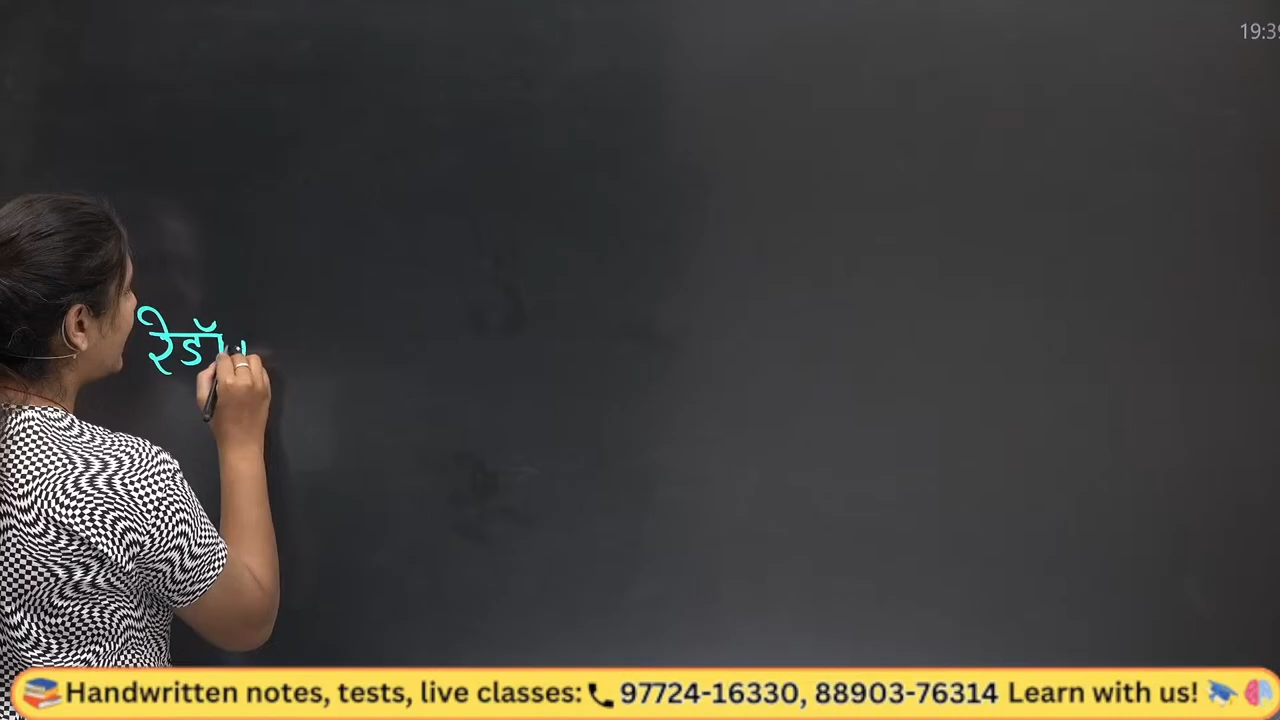 19:39
रेडॉ
📚Handwritten notes, tests, live classes:📞97724-16330, 88903-76314 Learn with us! 🎓🧠